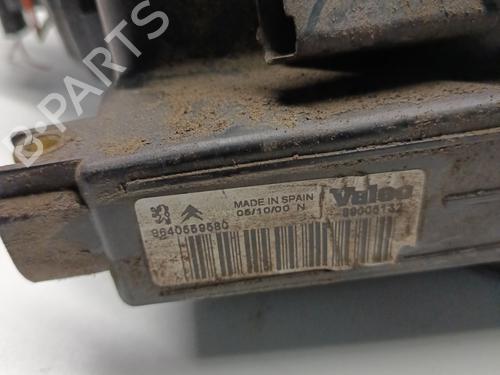 B-PARTS
MADE IN SPAIN
05/10/00 N
Valeo
9640559580
89005132